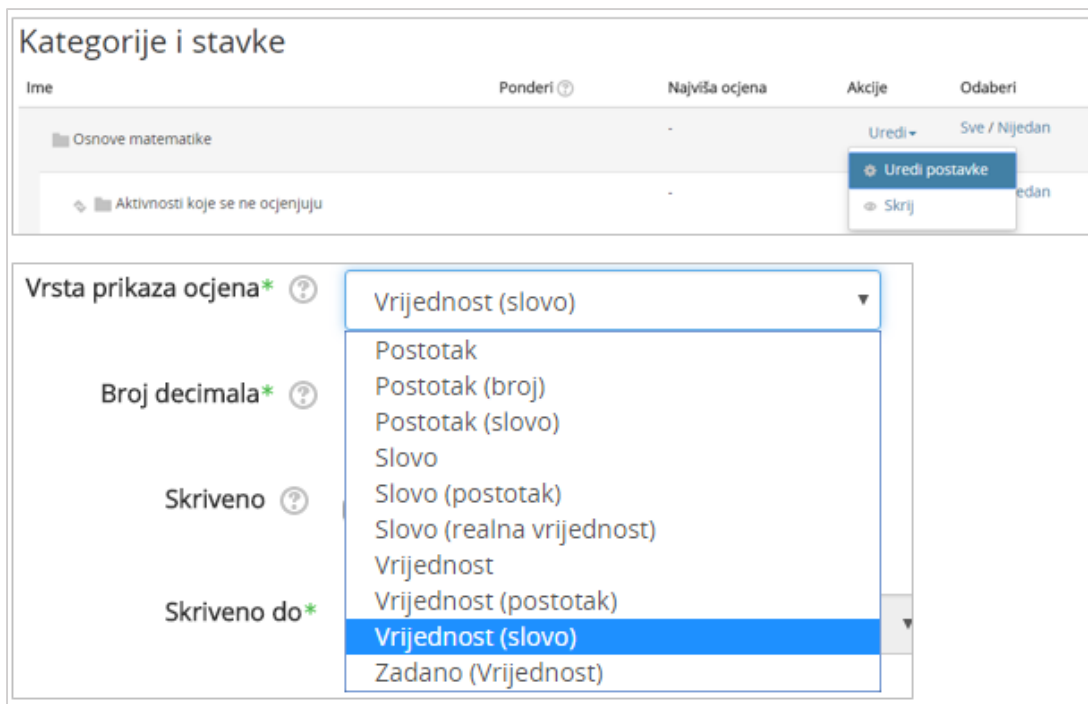 Kategorije i stavke
Ime Ponderi Najviša ocjena Akcije Odaberi
Osnove matematike - Uredi Sve / Nijedan
Uredi postavke
Aktivnosti koje se ne ocjenjuju - edan
Skrij
Vrsta prikaza ocjena* Vrijednost (slovo)
Postotak
Broj decimala* Postotak (broj)
Postotak (slovo)
Slovo
Skriveno Slovo (postotak)
Slovo (realna vrijednost)
Vrijednost
Skriveno do* Vrijednost (postotak)
Vrijednost (slovo)
Zadano (Vrijednost)